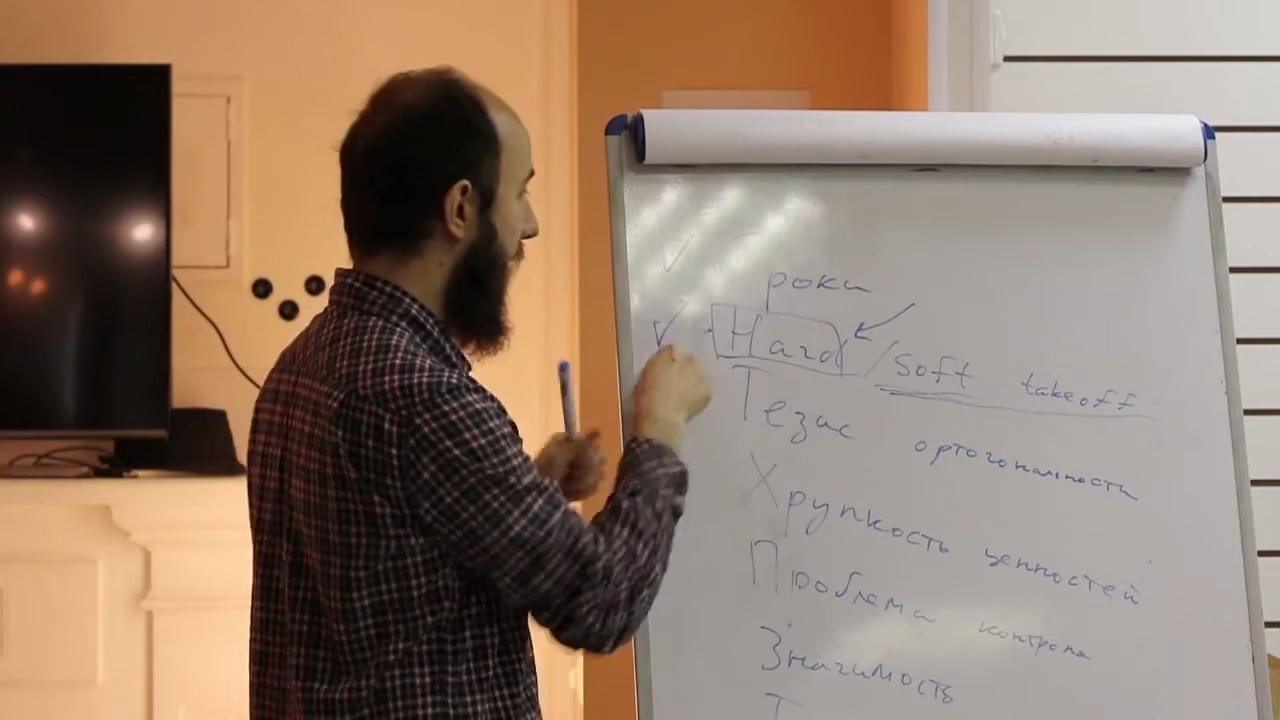 роки
Hard / Soft takeoff
Тезис ортогональности
Хрупкость ценностей
Проблема контроля
Значимость